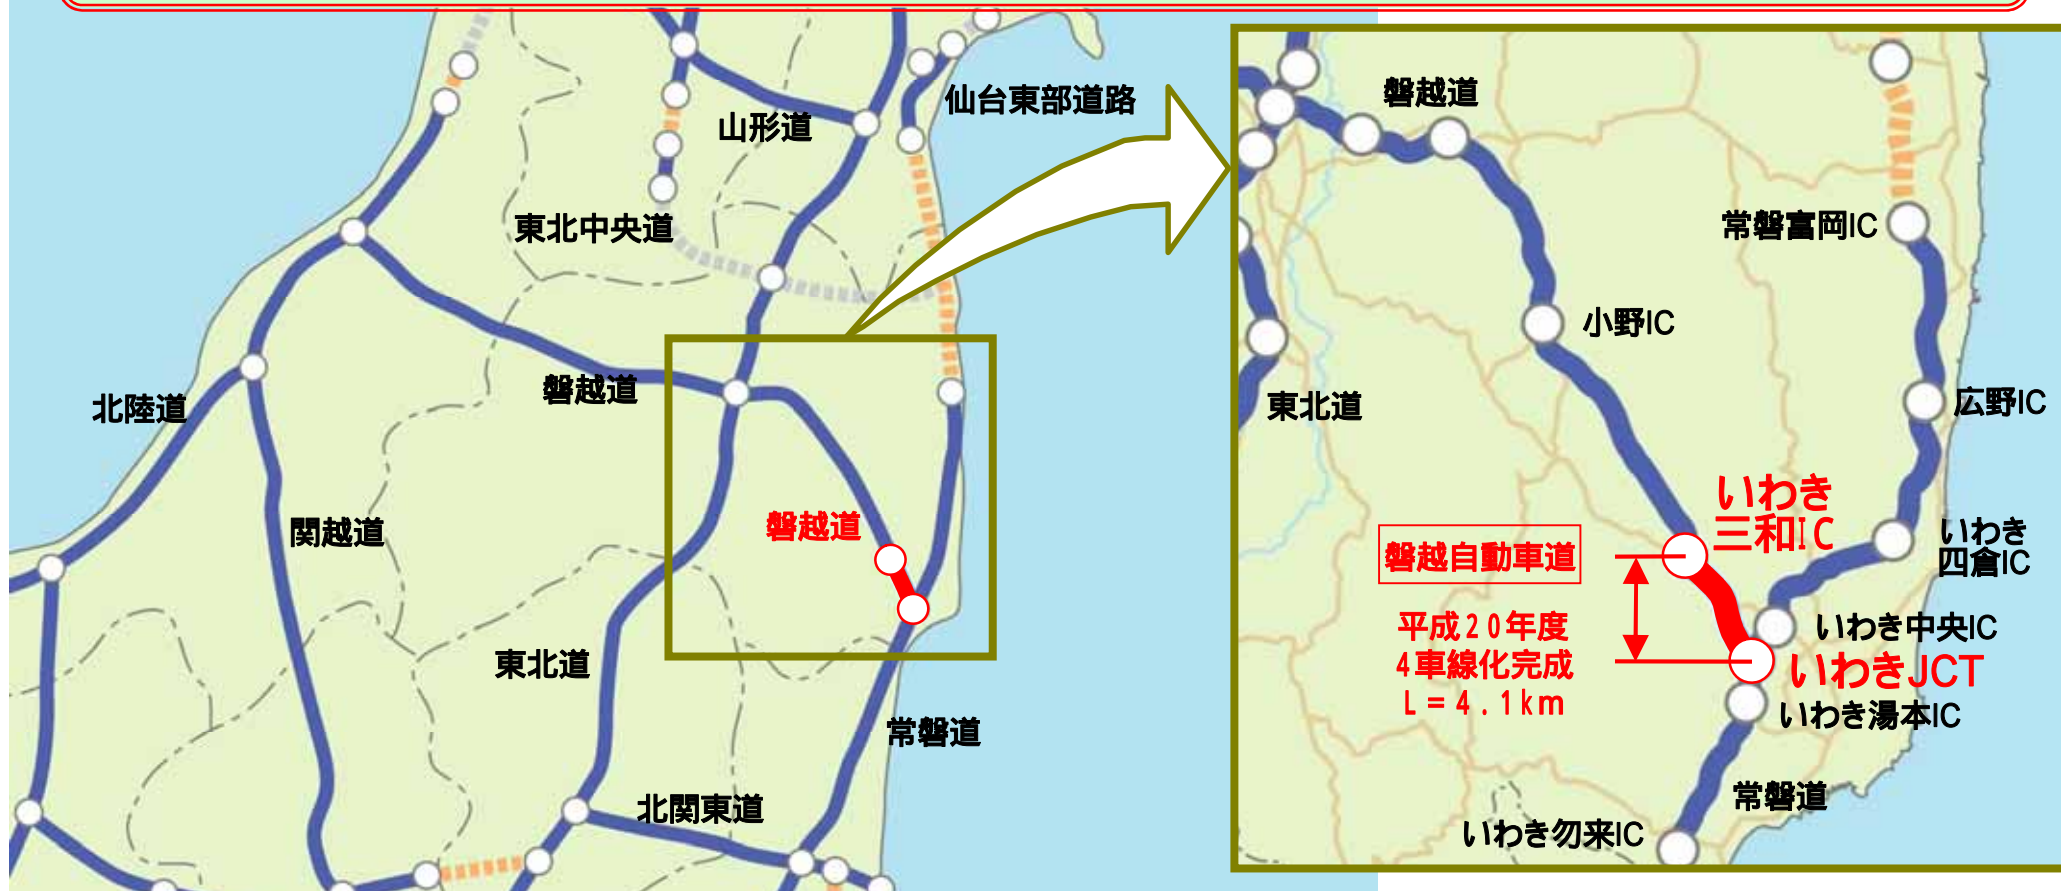 仙台東部道路
山形道
東北中央道
磐越道
北陸道
関越道
磐越道
東北道
常磐道
北関東道
磐越道
常磐富岡IC
小野IC
東北道
広野IC
いわき
三和IC
いわき
四倉IC
磐越自動車道
平成20年度
4車線化完成
L=4.1km
いわき中央IC
いわきJCT
いわき湯本IC
常磐道
いわき勿来IC